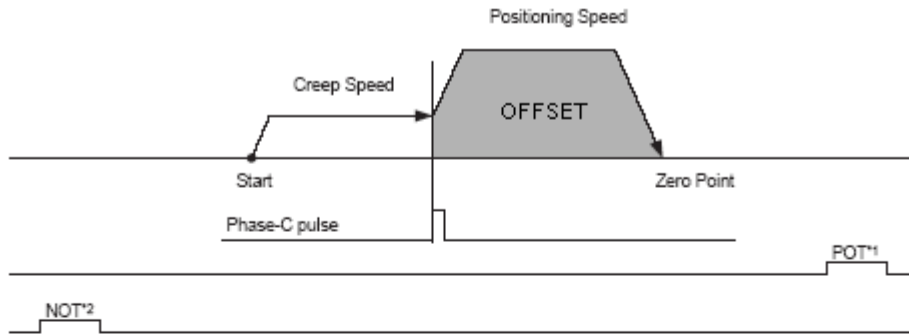 Positioning Speed
Creep Speed
OFFSET
Start
Zero Point
Phase-C pulse
POT*1
NOT*2